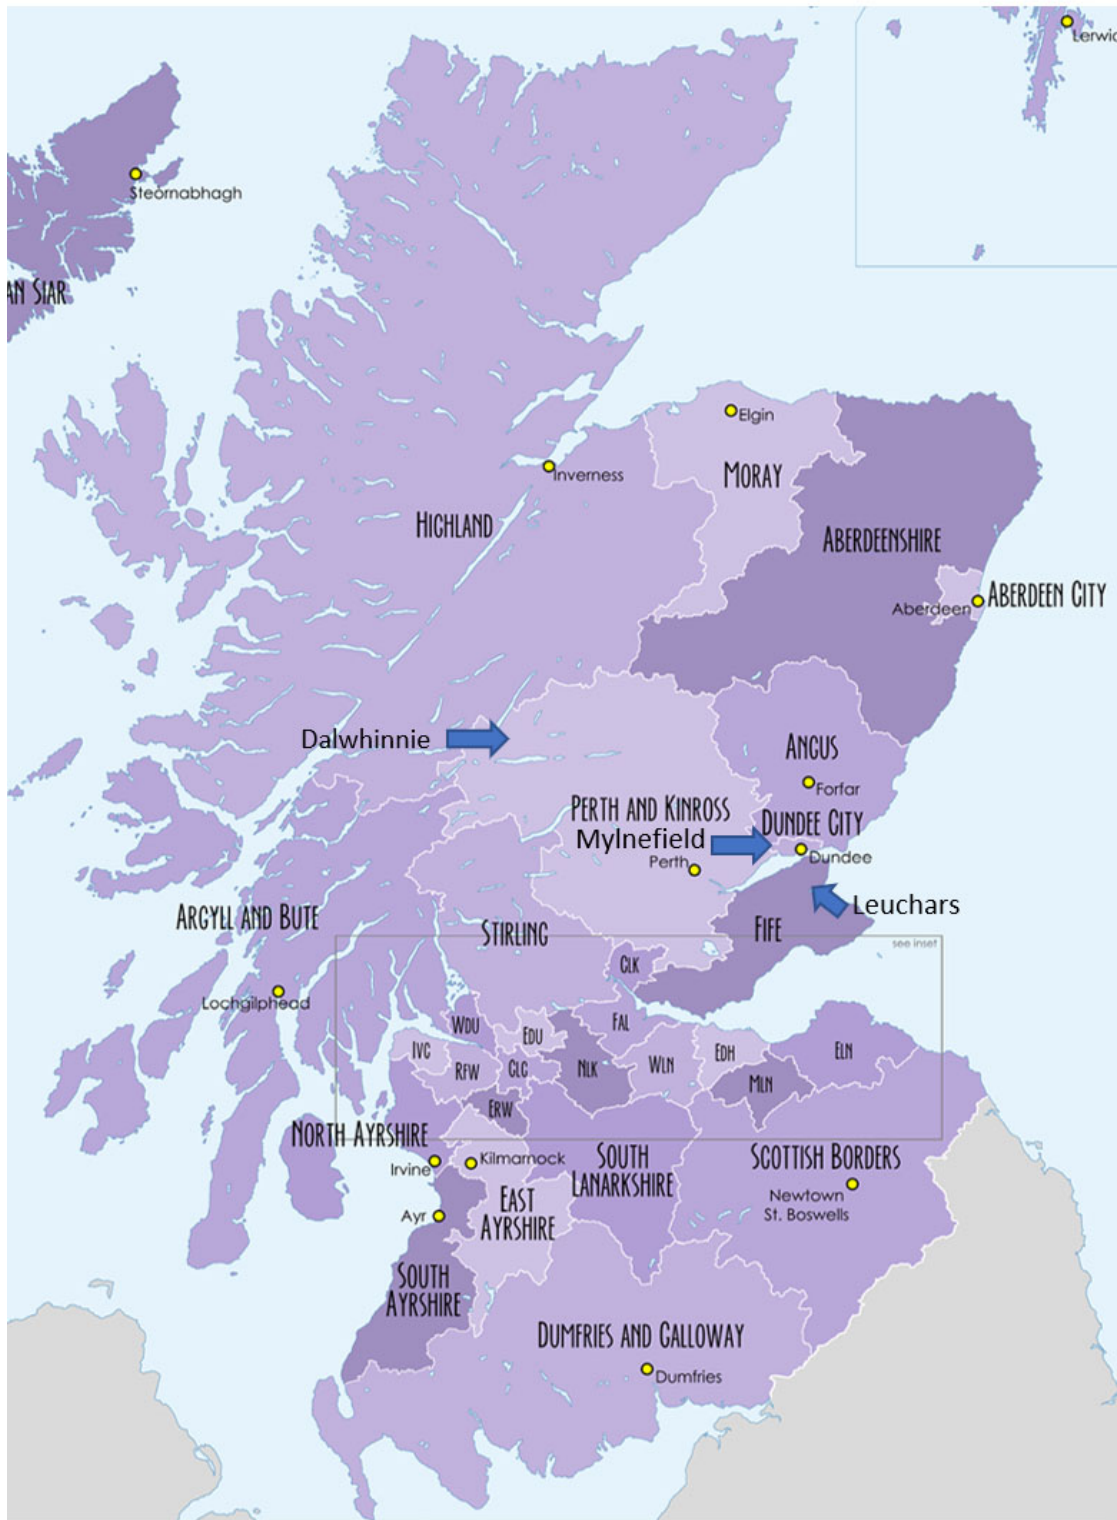 Lerwic
Steornabhagh
AN SIAR
Elgin
Inverness
MORAY
HIGHLAND
ABERDEENSHIRE
ABERDEEN CITY
Aberdeen
Dalwhinnie
ANGUS
Forfar
PERTH AND KINROSS
DUNDEE CITY
Mylnefield
Dundee
Perth
Leuchars
ARGYLL AND BUTE
FIFE
STIRLING
see inset
CLK
Lochgilphead
WDU
FAL
EDU
IVC
RFW
GLG
NLK
WLN
EDH
ELN
MLN
ERW
NORTH AYRSHIRE
Irvine
Kilmarnock
SOUTH
LANARKSHIRE
SCOTTISH BORDERS
Newtown
St. Boswells
EAST
AYRSHIRE
Ayr
SOUTH
AYRSHIRE
DUMFRIES AND GALLOWAY
Dumfries